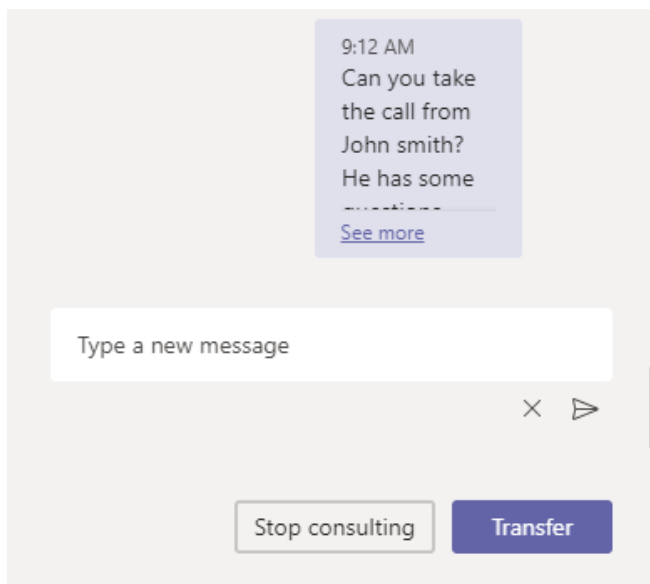 9:12 AM
Can you take
the call from
John smith?
He has some
See more
Type a new message
Stop consulting
Transfer